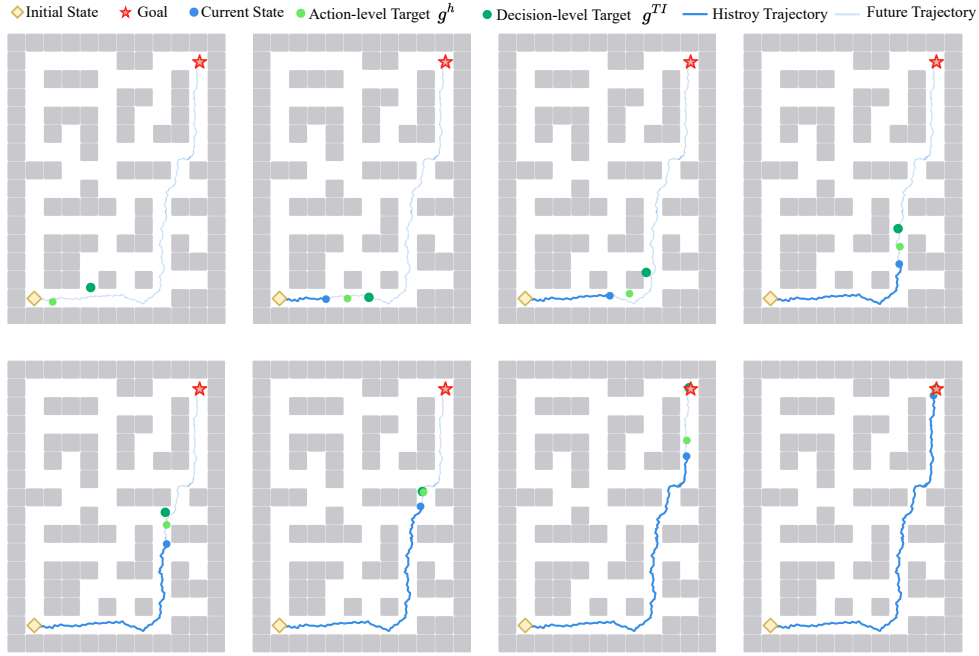 Initial State Goal Current State Action-level Target g^h Decision-level Target g^{TI} Histroy Trajectory Future Trajectory